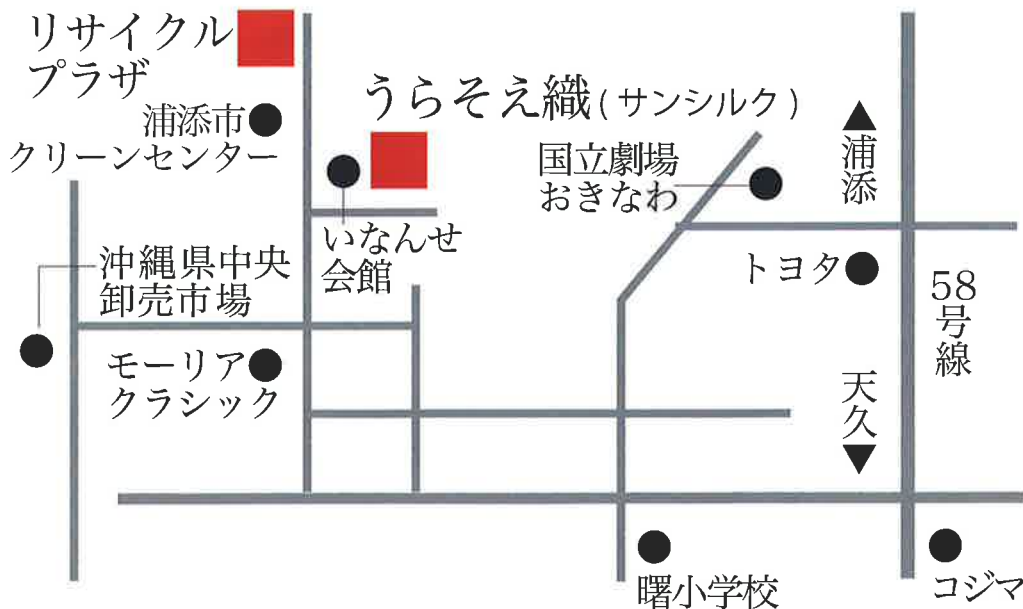 リサイクル
プラザ
浦添市
クリーンセンター
うらそえ織(サンシルク)
いなんせ
会館
国立劇場
おきなわ
▲浦添
トヨタ
58号線
沖縄県中央
卸売市場
モーリア
クラシック
天久▼
曙小学校
コジマ